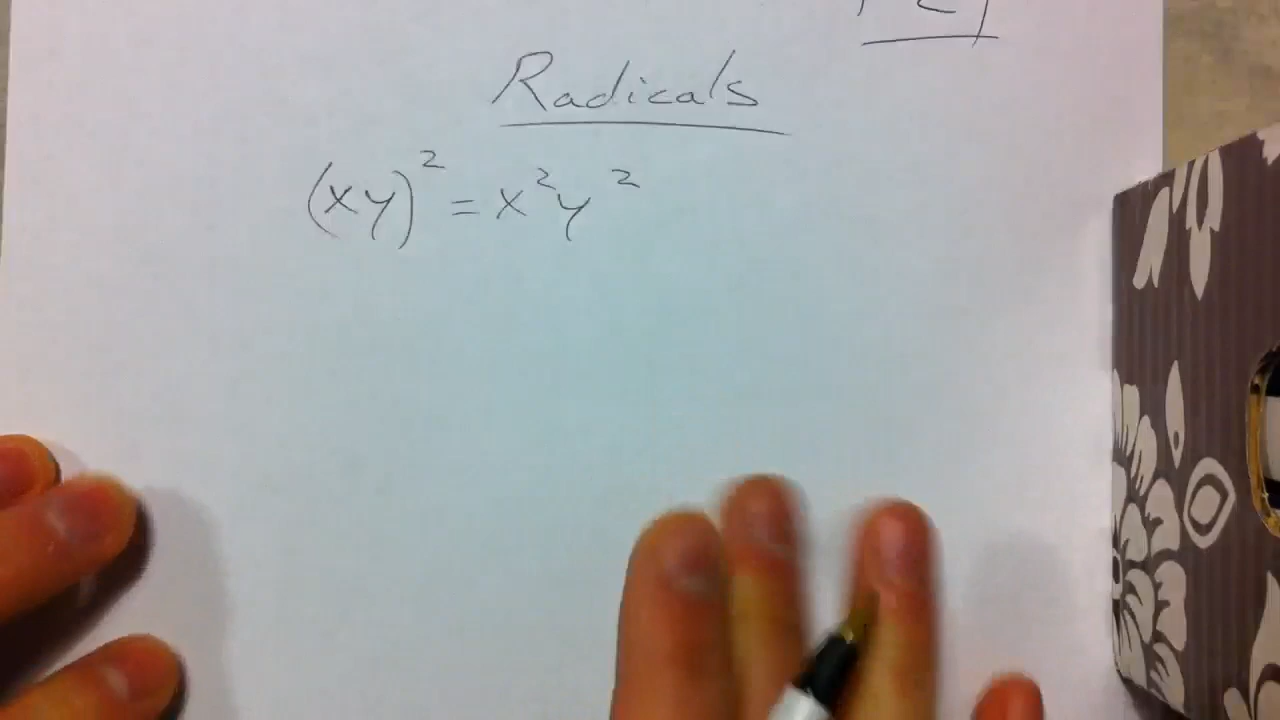 Radicals
(xy)² = x²y²